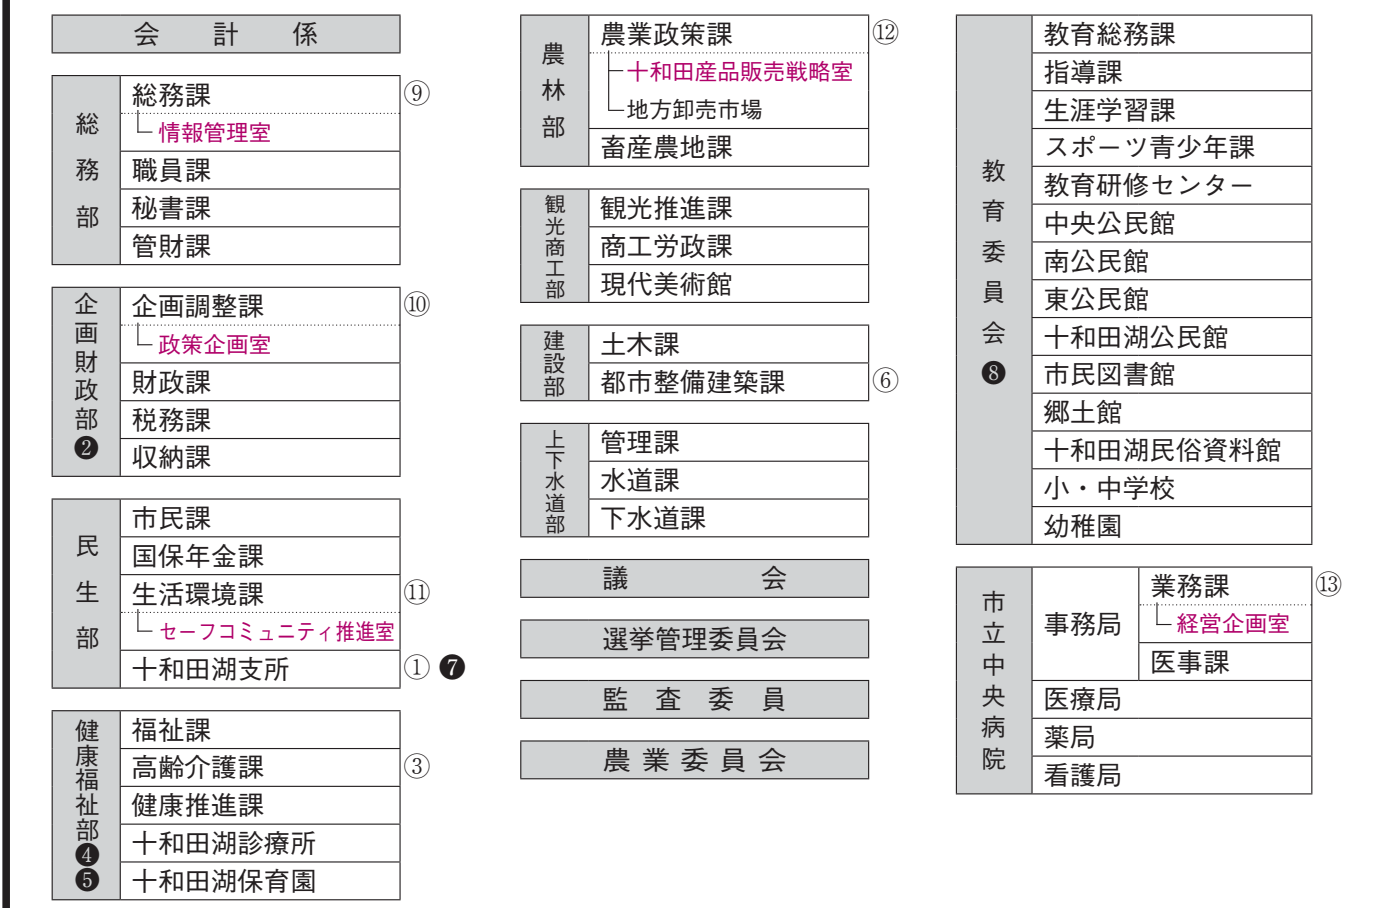 会計係
総務部
総務課 ⑨
情報管理室
職員課
秘書課
管財課
企画財政部❷
企画調整課 ⑩
政策企画室
財政課
税務課
収納課
民生部
市民課
国保年金課
生活環境課 ⑪
セーフコミュニティ推進室
十和田湖支所 ① ❼
健康福祉部❹❺
福祉課
高齢介護課 ③
健康推進課
十和田湖診療所
十和田湖保育園
農林部
農業政策課 ⑫
十和田産品販売戦略室
地方卸売市場
畜産農地課
観光商工部
観光推進課
商工労政課
現代美術館
建設部
土木課
都市整備建築課 ⑥
上下水道部
管理課
水道課
下水道課
議会
選挙管理委員会
監査委員
農業委員会
教育委員会❽
教育総務課
指導課
生涯学習課
スポーツ青少年課
教育研修センター
中央公民館
南公民館
東公民館
十和田湖公民館
市民図書館
郷土館
十和田湖民俗資料館
小・中学校
幼稚園
市立中央病院
事務局
業務課 ⑬
経営企画室
医事課
医療局
薬局
看護局